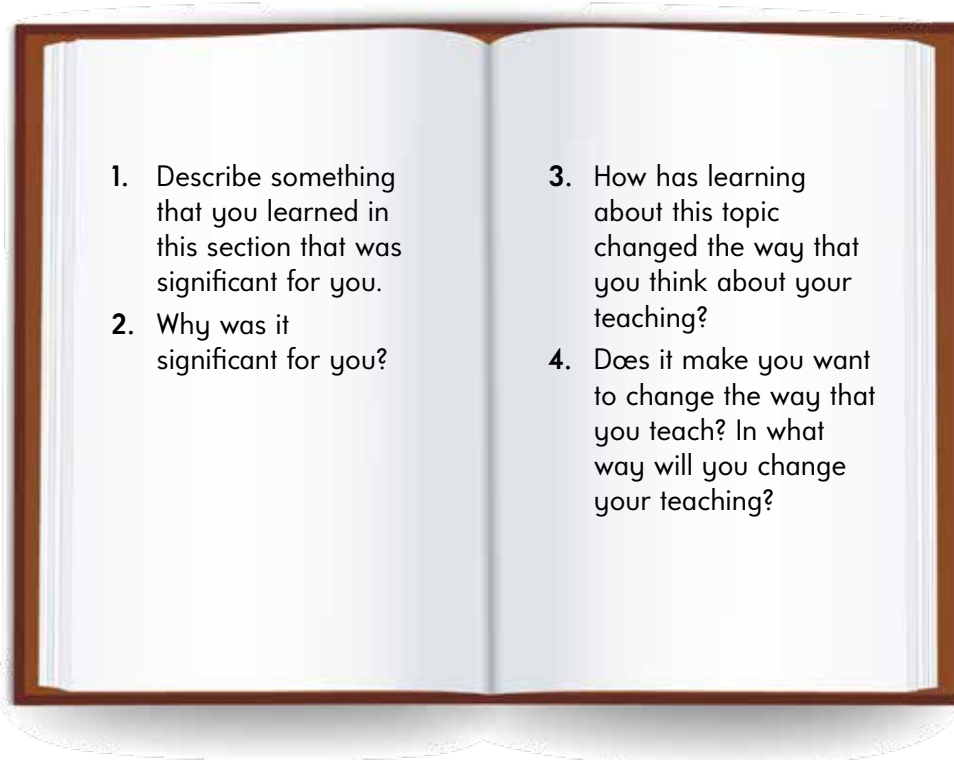 1. Describe something
that you learned in
this section that was
significant for you.
2. Why was it
significant for you?
3. How has learning
about this topic
changed the way that
you think about your
teaching?
4. Does it make you want
to change the way that
you teach? In what
way will you change
your teaching?